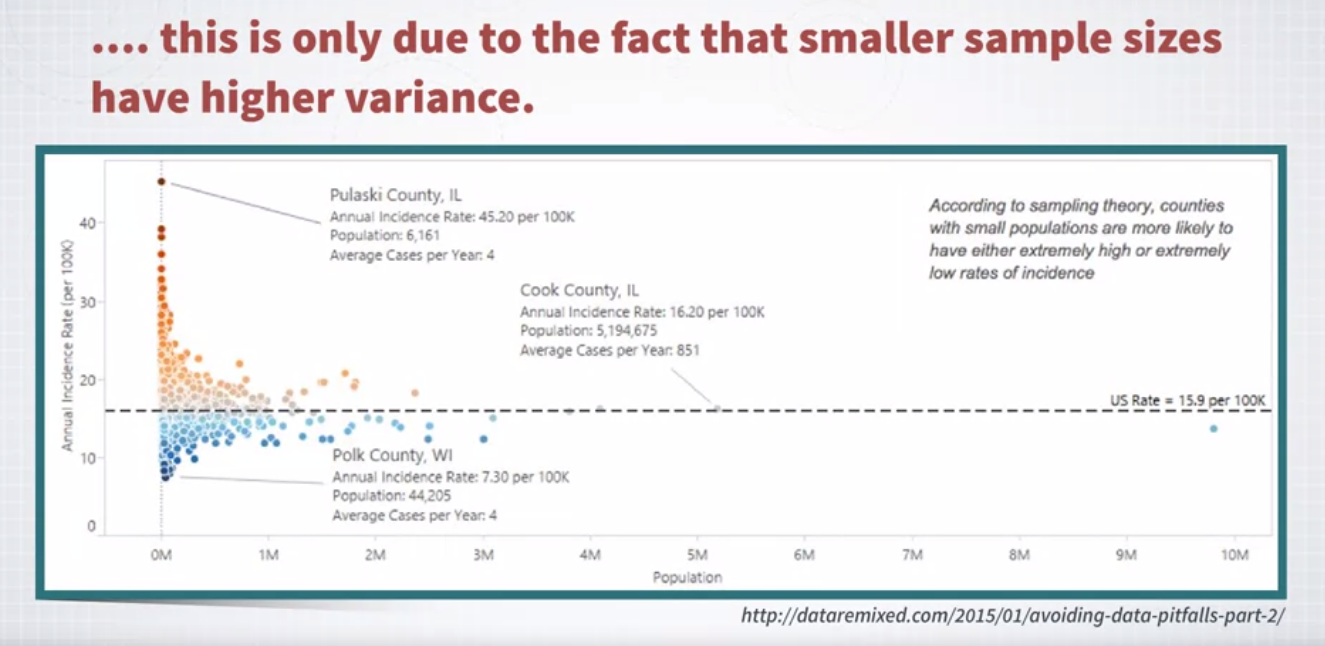 .... this is only due to the fact that smaller sample sizes
have higher variance.
Pulaski County, IL
Annual Incidence Rate: 45.20 per 100K
Population: 6,161
Average Cases per Year: 4
According to sampling theory, counties
with small populations are more likely to
have either extremely high or extremely
low rates of incidence
Cook County, IL
Annual Incidence Rate: 16.20 per 100K
Population: 5,194,675
Average Cases per Year: 851
US Rate = 15.9 per 100K
Polk County, WI
Annual Incidence Rate: 7.30 per 100K
Population: 44,205
Average Cases per Year: 4
Annual Incidence Rate (per 100K)
40
30
20
10
0
0M 1M 2M 3M 4M 5M 6M 7M 8M 9M 10M
Population
http://dataremixed.com/2015/01/avoiding-data-pitfalls-part-2/